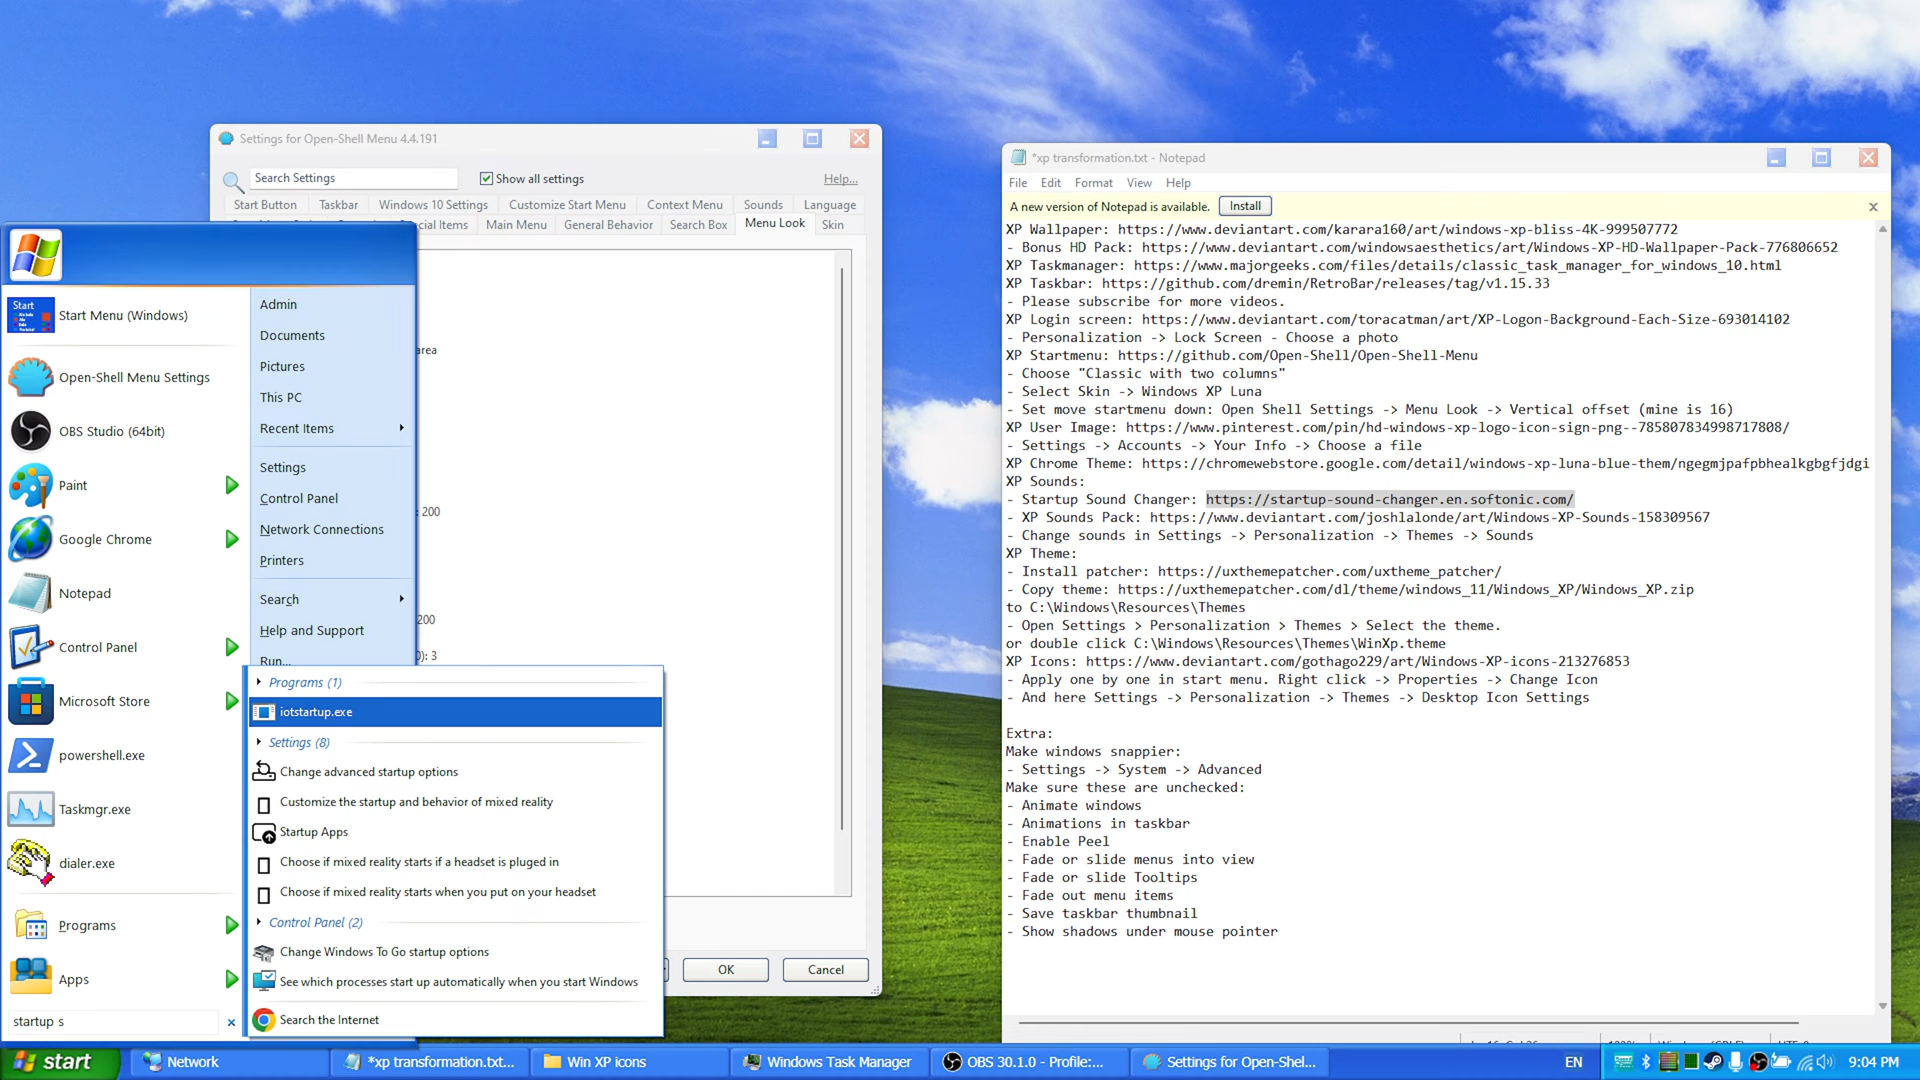 Settings for Open-Shell Menu 4.4.191
Search Settings
Show all settings
Help...
Start Button
Taskbar
Windows 10 Settings
Customize Start Menu
Context Menu
Sounds
Language
cial Items
Main Menu
General Behavior
Search Box
Menu Look
Skin
area
: 200
200
): 3
OK
Cancel
Start
Start Menu (Windows)
Open-Shell Menu Settings
OBS Studio (64bit)
Paint
Google Chrome
Notepad
Control Panel
Microsoft Store
powershell.exe
Taskmgr.exe
dialer.exe
Programs
Apps
startup s
Admin
Documents
Pictures
This PC
Recent Items
Settings
Control Panel
Network Connections
Printers
Search
Help and Support
Run...
Programs (1)
iotstartup.exe
Settings (8)
Change advanced startup options
Customize the startup and behavior of mixed reality
Startup Apps
Choose if mixed reality starts if a headset is pluged in
Choose if mixed reality starts when you put on your headset
Control Panel (2)
Change Windows To Go startup options
See which processes start up automatically when you start Windows
Search the Internet
*xp transformation.txt - Notepad
File Edit Format View Help
A new version of Notepad is available. Install
XP Wallpaper: https://www.deviantart.com/karara160/art/windows-xp-bliss-4K-999507772
- Bonus HD Pack: https://www.deviantart.com/windowsaesthetics/art/Windows-XP-HD-Wallpaper-Pack-776806652
XP Taskmanager: https://www.majorgeeks.com/files/details/classic_task_manager_for_windows_10.html
XP Taskbar: https://github.com/dremin/RetroBar/releases/tag/v1.15.33
- Please subscribe for more videos.
XP Login screen: https://www.deviantart.com/toracatman/art/XP-Logon-Background-Each-Size-693014102
- Personalization -> Lock Screen - Choose a photo
XP Startmenu: https://github.com/Open-Shell/Open-Shell-Menu
- Choose "Classic with two columns"
- Select Skin -> Windows XP Luna
- Set move startmenu down: Open Shell Settings -> Menu Look -> Vertical offset (mine is 16)
XP User Image: https://www.pinterest.com/pin/hd-windows-xp-logo-icon-sign-png--785807834998717808/
- Settings -> Accounts -> Your Info -> Choose a file
XP Chrome Theme: https://chromewebstore.google.com/detail/windows-xp-luna-blue-them/ngegmjpafpbhealkgbgfjdgi
XP Sounds:
- Startup Sound Changer: https://startup-sound-changer.en.softonic.com/
- XP Sounds Pack: https://www.deviantart.com/joshlalonde/art/Windows-XP-Sounds-158309567
- Change sounds in Settings -> Personalization -> Themes -> Sounds
XP Theme:
- Install patcher: https://uxthemepatcher.com/uxtheme_patcher/
- Copy theme: https://uxthemepatcher.com/dl/theme/windows_11/Windows_XP/Windows_XP.zip
to C:\Windows\Resources\Themes
- Open Settings > Personalization > Themes > Select the theme.
or double click C:\Windows\Resources\Themes\WinXp.theme
XP Icons: https://www.deviantart.com/gothago229/art/Windows-XP-icons-213276853
- Apply one by one in start menu. Right click -> Properties -> Change Icon
- And here Settings -> Personalization -> Themes -> Desktop Icon Settings
Extra:
Make windows snappier:
- Settings -> System -> Advanced
Make sure these are unchecked:
- Animate windows
- Animations in taskbar
- Enable Peel
- Fade or slide menus into view
- Fade or slide Tooltips
- Fade out menu items
- Save taskbar thumbnail
- Show shadows under mouse pointer
start
Network
*xp transformation.txt...
Win XP icons
Windows Task Manager
OBS 30.1.0 - Profile:...
Settings for Open-Shel...
EN
9:04 PM